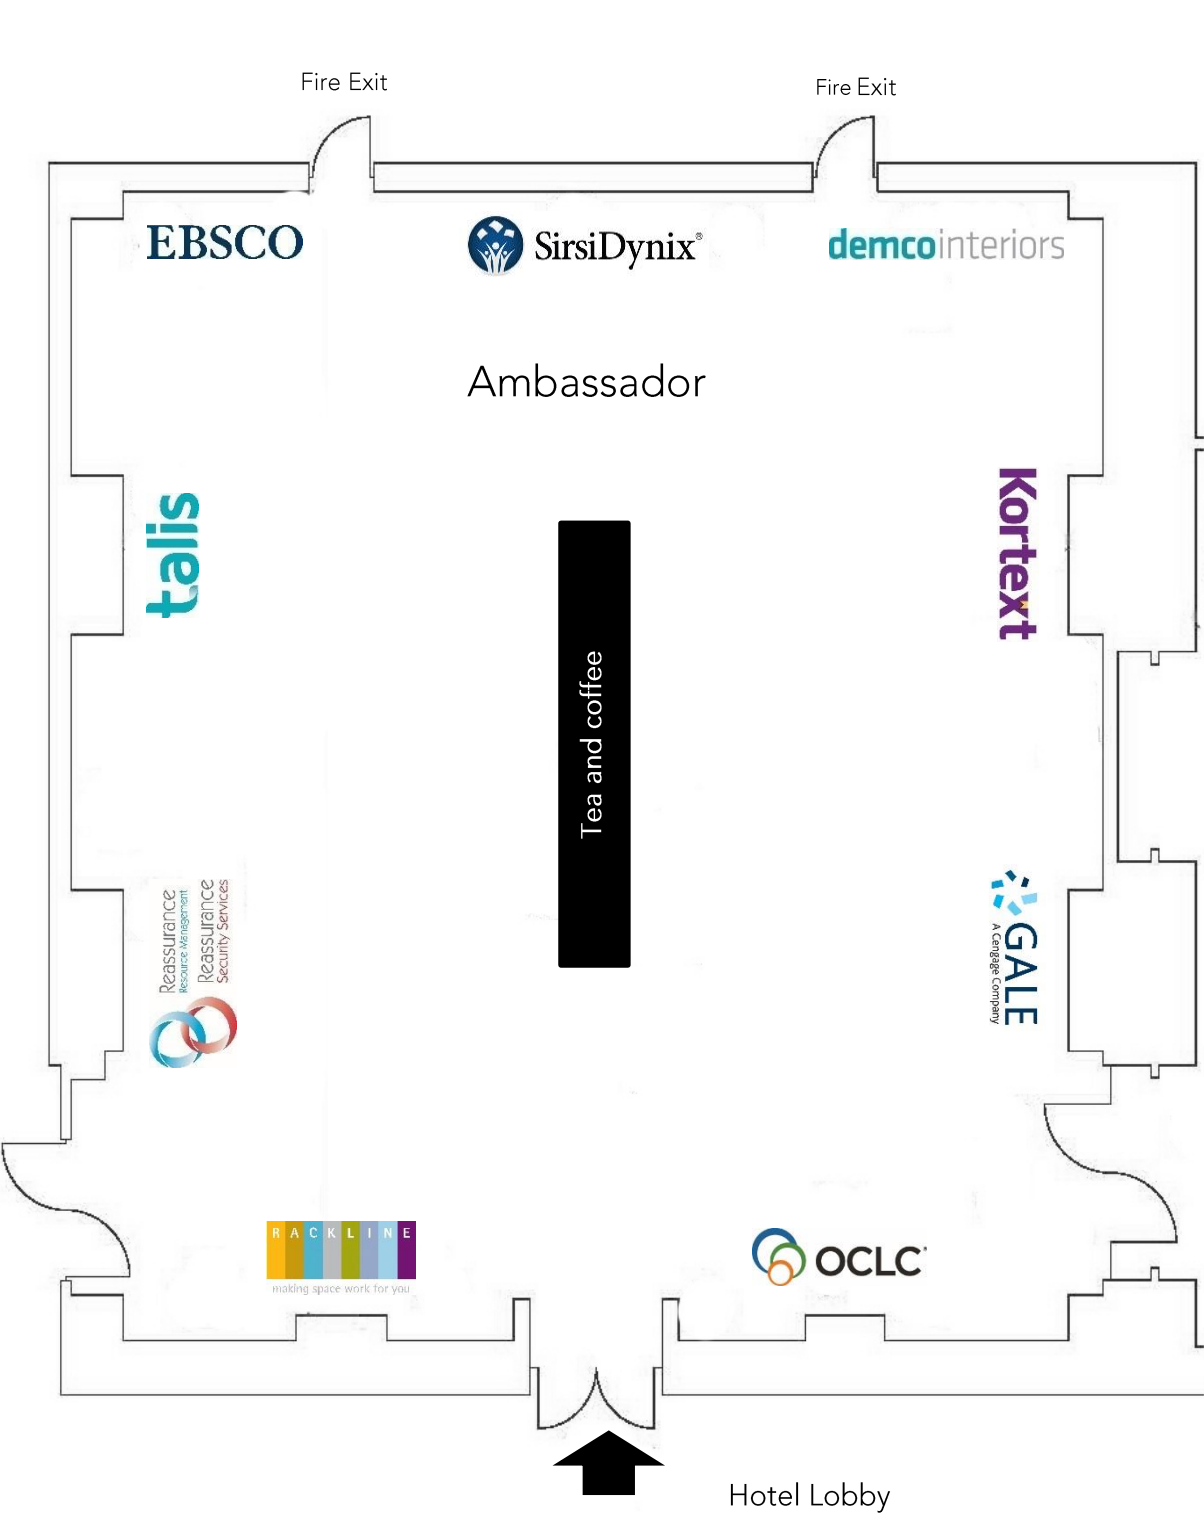 Fire Exit
Fire Exit
EBSCO
SirsiDynix®
demcointeriors
Ambassador
talis
Kortext
Tea and coffee
Reassurance
Resource Management
Reassurance
Security Services
GALE
A Cengage Company
RACKLINE
making space work for you
OCLC®
Hotel Lobby